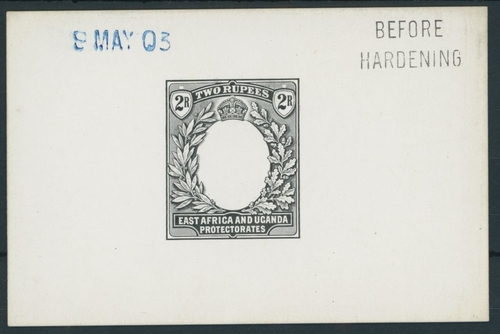 8 MAY 03
BEFORE
HARDENING
TWO RUPEES
2R 2R
EAST AFRICA AND UGANDA
PROTECTORATES